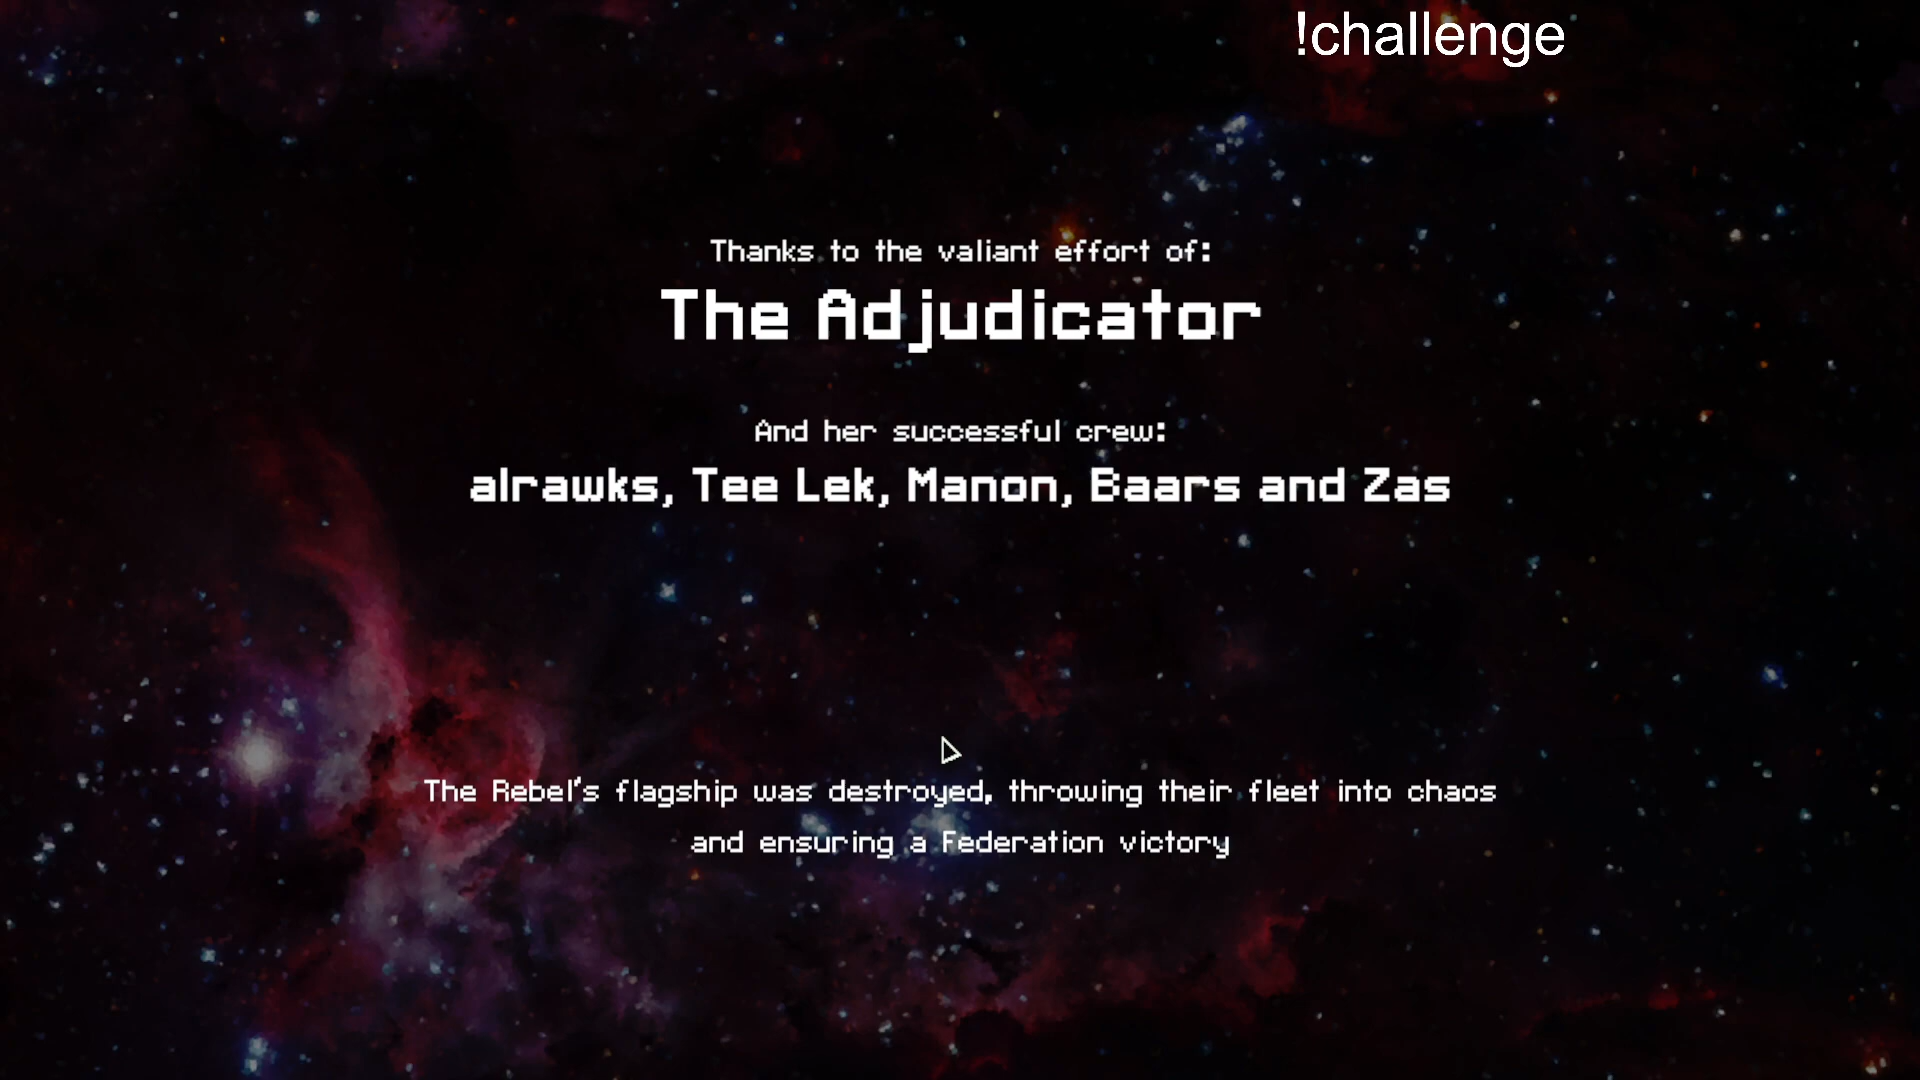 !challenge
Thanks to the valiant effort of:
The Adjudicator
And her successful crew:
alrawks, Tee Lek, Manon, Baars and Zas
The Rebel's flagship was destroyed, throwing their fleet into chaos
and ensuring a Federation victory